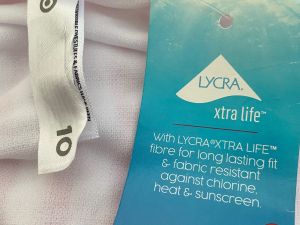 10
LYCRA®
xtra life™
WITH LYCRA® XTRA LIFE™
fibre for long lasting fit
& fabric resistant
against chlorine,
heat & sunscreen.